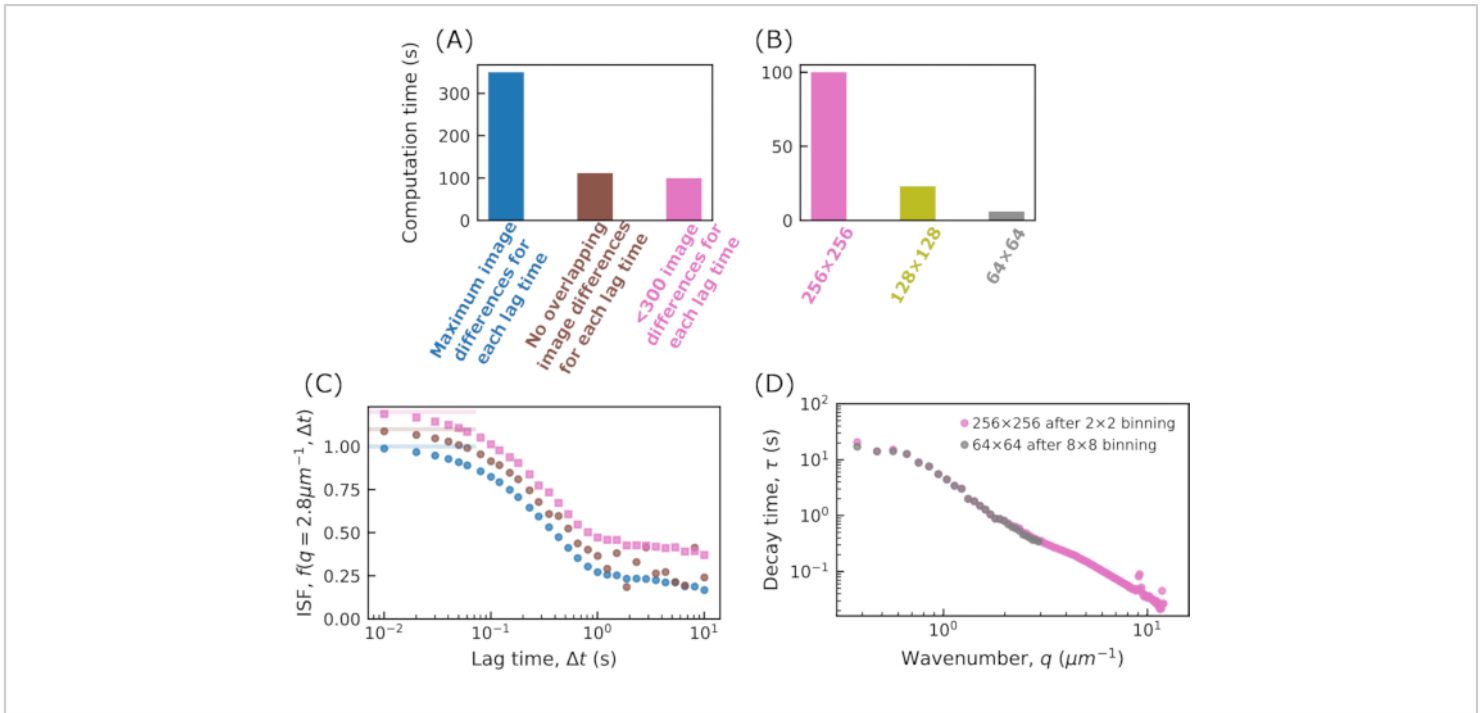 (A)
Computation time (s)
300
200
100
0
Maximum image
differences for
each lag time
No overlapping
image differences
for each lag time
<300 image
differences for
each lag time
(B)
100
50
0
256×256
128×128
64×64
(C)
ISF, f(q = 2.8μm⁻¹, Δt)
1.00
0.75
0.50
0.25
0.00
10⁻²
10⁻¹
10⁰
10¹
Lag time, Δt (s)
(D)
Decay time, τ (s)
10²
10¹
10⁰
10⁻¹
256×256 after 2×2 binning
64×64 after 8×8 binning
10⁰
10¹
Wavenumber, q (μm⁻¹)